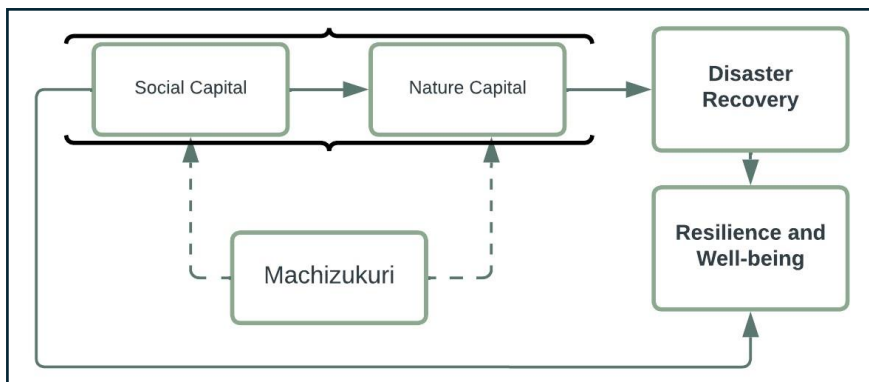 Social Capital
Nature Capital
Disaster
Recovery
Machizukuri
Resilience and
Well-being